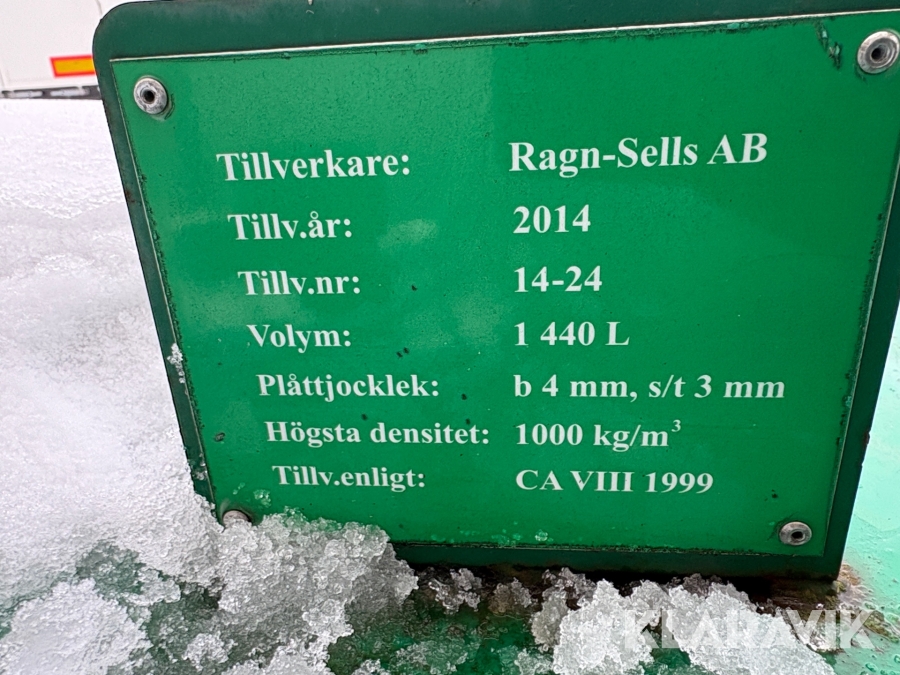 Tillverkare: Ragn-Sells AB
Tillv.år: 2014
Tillv.nr: 14-24
Volym: 1 440 L
Plåttjocklek: b 4 mm, s/t 3 mm
Högsta densitet: 1000 kg/m³
Tillv.enligt: CA VIII 1999
KLARAVIK